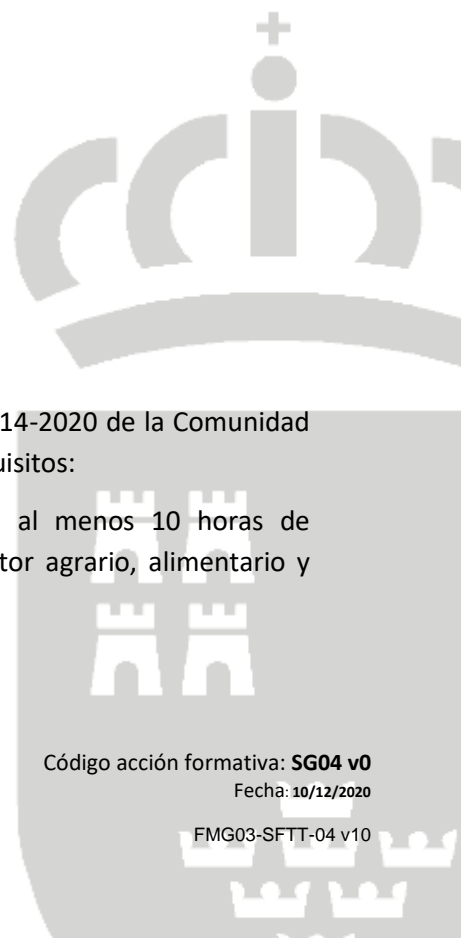 14-2020 de la Comunidad
uisitos:
al menos 10 horas de
tor agrario, alimentario y
Código acción formativa: SG04 v0
Fecha: 10/12/2020
FMG03-SFTT-04 v10